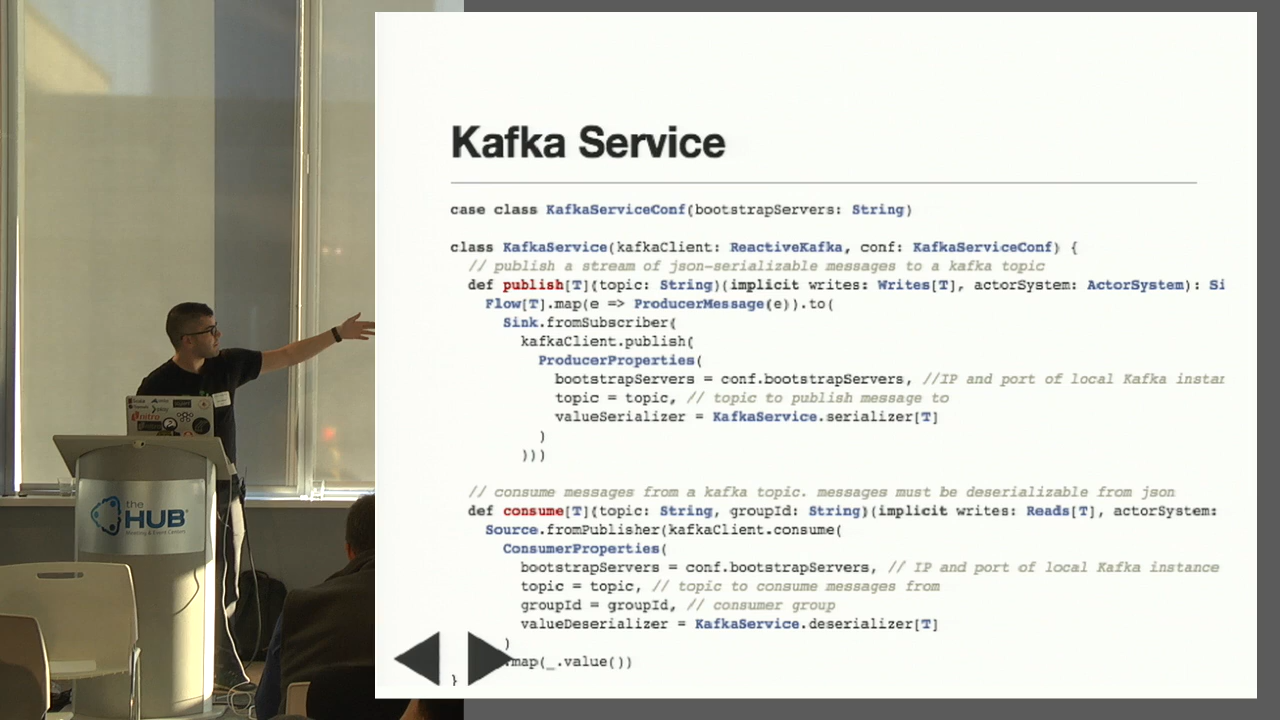 Kafka Service
case class KafkaServiceConf(bootstrapServers: String)
class KafkaService(kafkaClient: ReactiveKafka, conf: KafkaServiceConf) {
// publish a stream of json-serializable messages to a kafka topic
def publish[T](topic: String)(implicit writes: Writes[T], actorSystem: ActorSystem): Si
Flow[T].map(e => ProducerMessage(e)).to(
Sink.fromSubscriber(
kafkaClient.publish(
ProducerProperties(
bootstrapServers = conf.bootstrapServers, //IP and port of local Kafka instan
topic = topic, // topic to publish message to
valueSerializer = KafkaService.serializer[T]
)
)))
// consume messages from a kafka topic. messages must be deserializable from json
def consume[T](topic: String, groupId: String)(implicit writes: Reads[T], actorSystem:
Source.fromPublisher(kafkaClient.consume(
ConsumerProperties(
bootstrapServers = conf.bootstrapServers, // IP and port of local Kafka instance
topic = topic, // topic to consume messages from
groupId = groupId, // consumer group
valueDeserializer = KafkaService.deserializer[T]
)
map(_.value())
}
nitro
the
HUB
Meeting & Event Centers